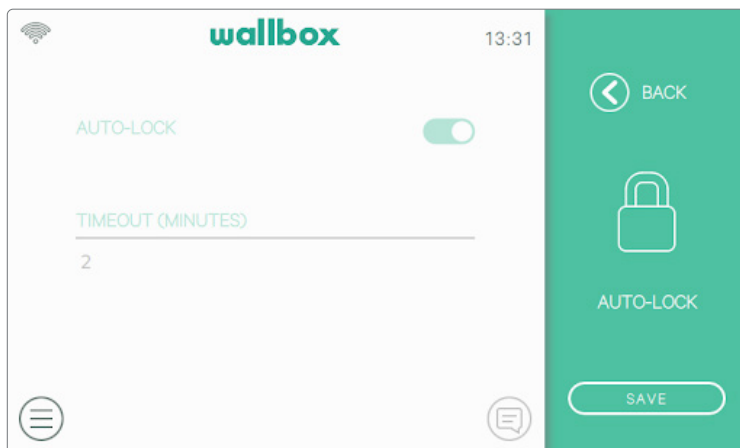 wallbox
13:31
AUTO-LOCK
TIMEOUT (MINUTES)
2
BACK
AUTO-LOCK
SAVE